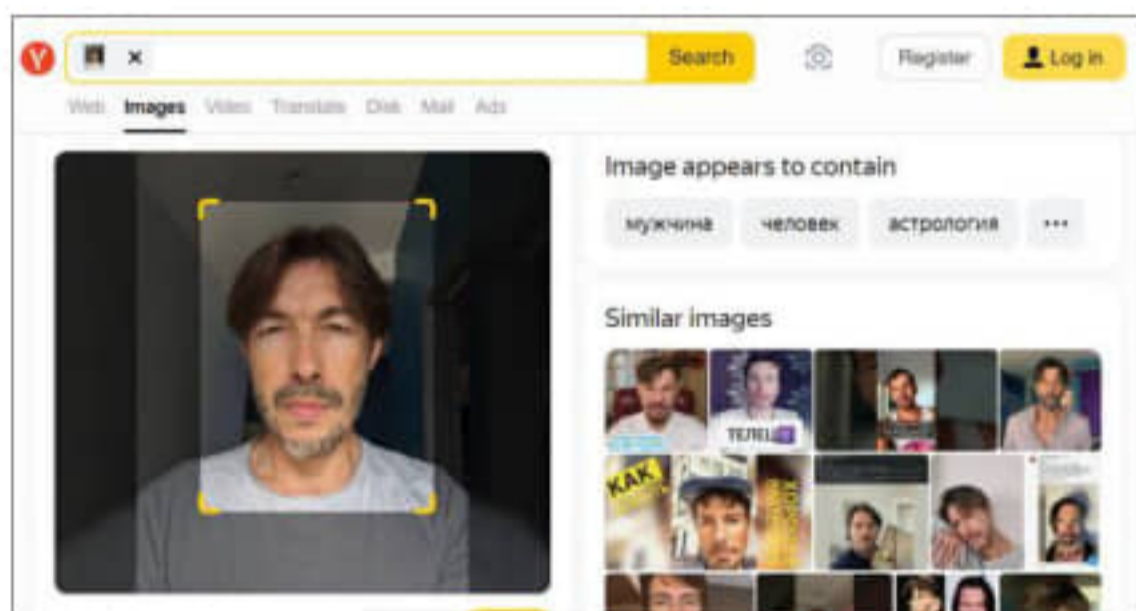 Y
Search
Register
Log in
Web Images Video Translate Disk Mail Ads
Image appears to contain
мужчина человек астрология ...
Similar images
ТЕЛЕЦ
КАК